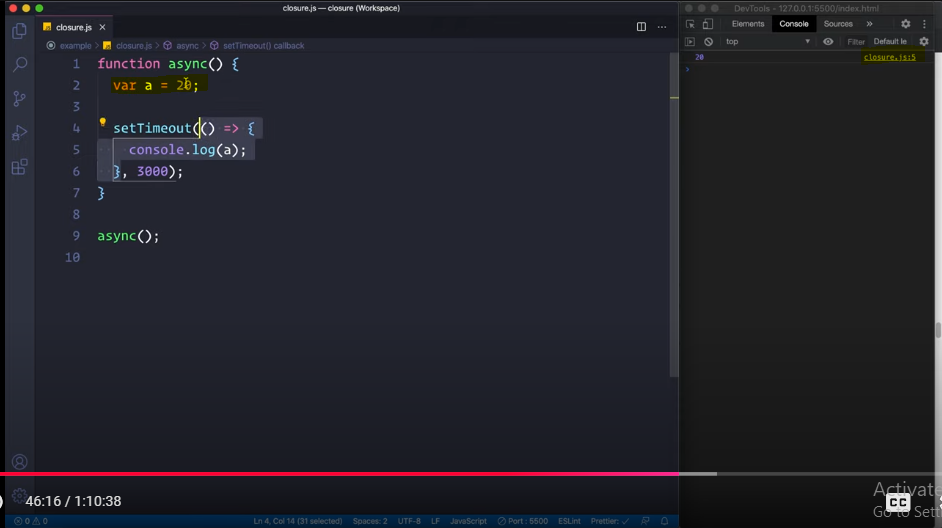 closure.js — closure (Workspace)
DevTools - 127.0.0.1:5500/index.html
closure.js ×
Elements Console Sources »
example > closure.js > async > setTimeout() callback
top Filter Default le
1 function async() {
20 closure.js:5
2 var a = 20;
3
4 setTimeout(() => {
5 console.log(a);
6 }, 3000);
7 }
8
9 async();
10
46:16 / 1:10:38
Activate
CC
Go to Sett
0 0 Ln 4, Col 14 (31 selected) Spaces: 2 UTF-8 LF JavaScript Port : 5500 ESLint Prettier: ✓